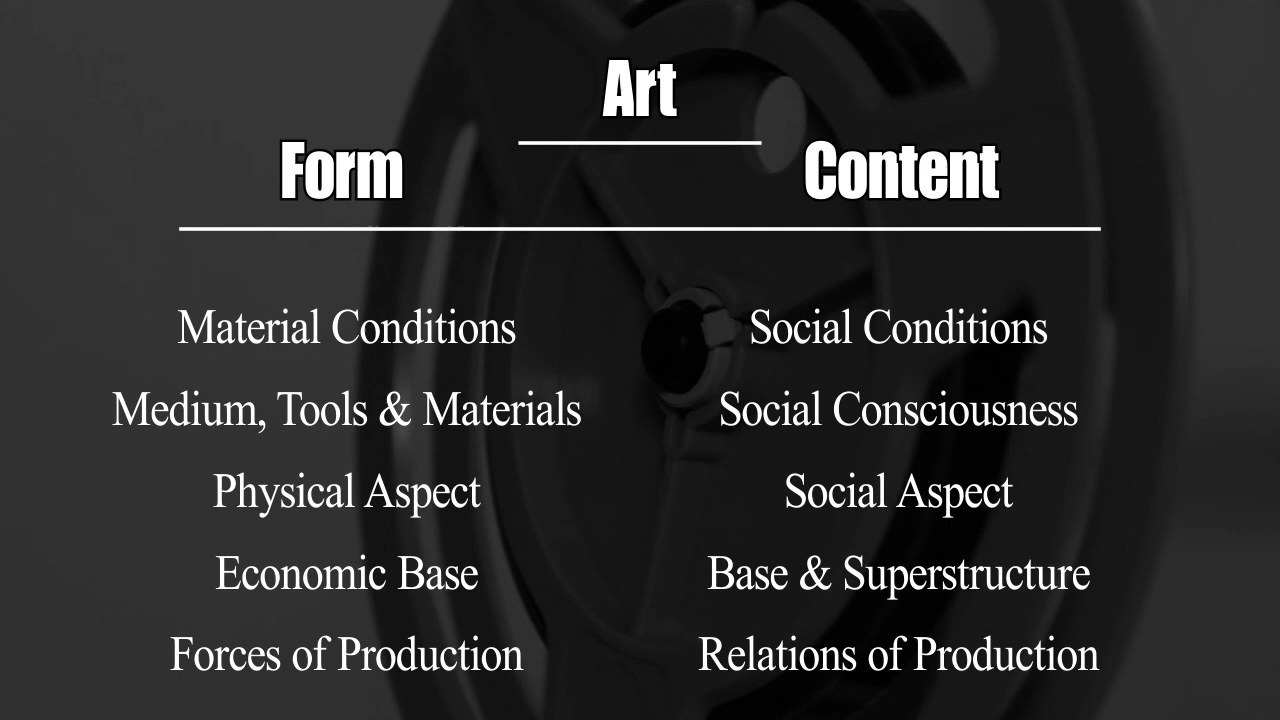 Art
Form
Content
Material Conditions
Social Conditions
Medium, Tools & Materials
Social Consciousness
Physical Aspect
Social Aspect
Economic Base
Base & Superstructure
Forces of Production
Relations of Production